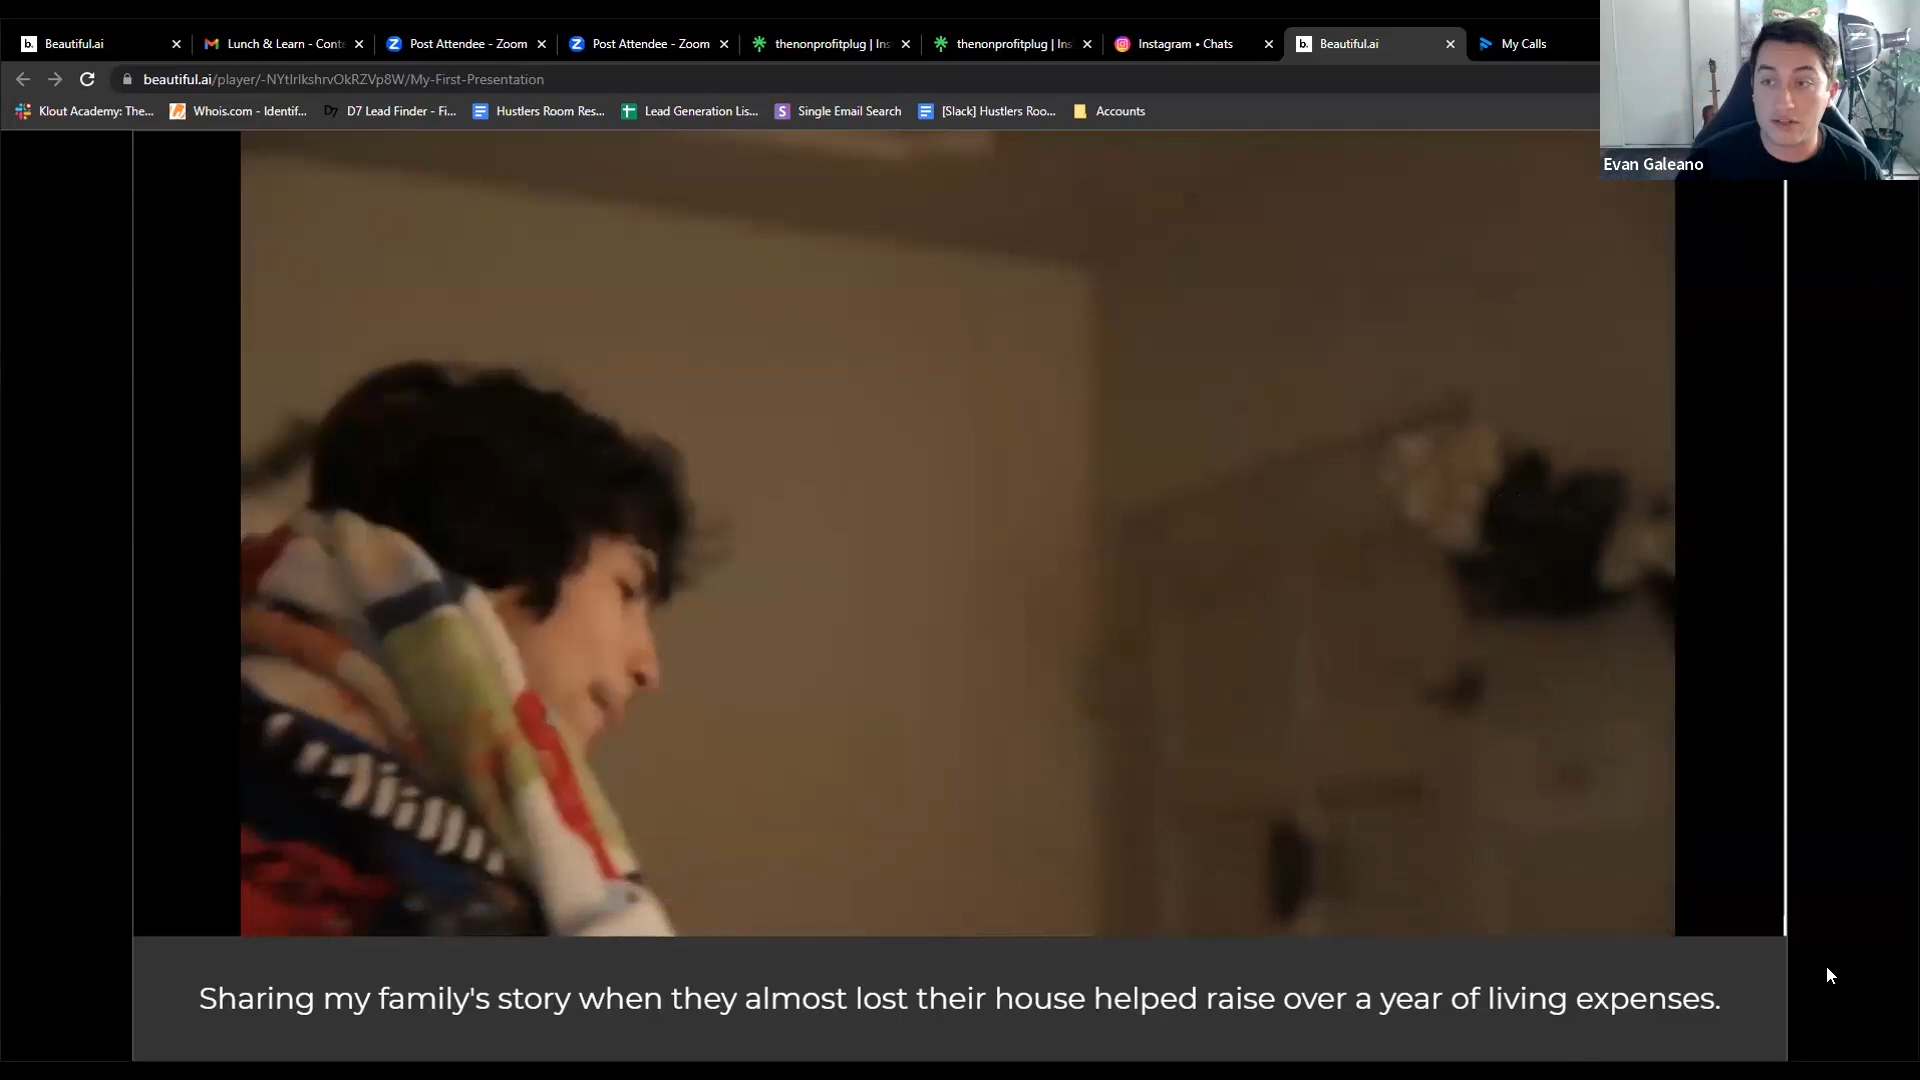 Beautiful.ai
Lunch & Learn - Conte
Post Attendee - Zoom
Post Attendee - Zoom
thenonprofitplug | Ins
thenonprofitplug | Ins
Instagram • Chats
Beautiful.ai
My Calls
beautiful.ai/player/-NYtlrlkshrvOkRZVp8W/My-First-Presentation
Klout Academy: The...
Whois.com - Identif...
D7 Lead Finder - Fi...
Hustlers Room Res...
Lead Generation Lis...
Single Email Search
[Slack] Hustlers Roo...
Accounts
Evan Galeano
Sharing my family's story when they almost lost their house helped raise over a year of living expenses.